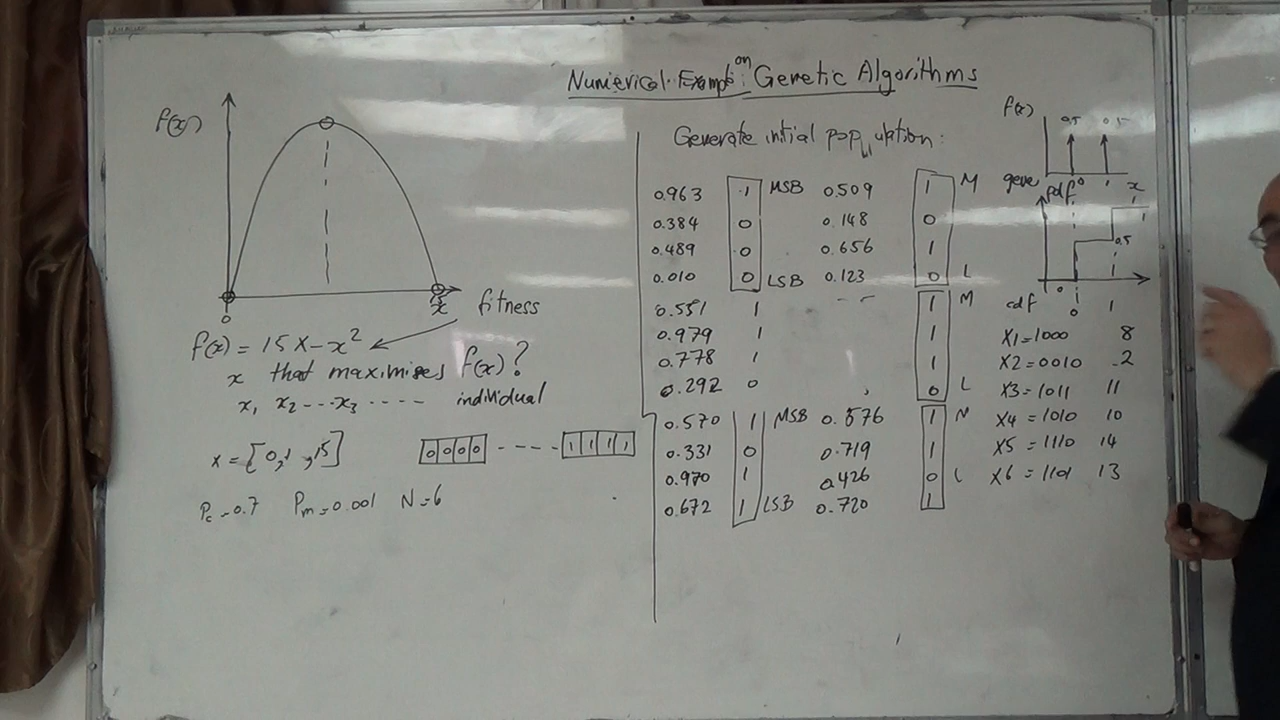 Numerical Example on: Genetic Algorithms
f(x)
0
x
fitness
f(x) = 15x - x²
x that maximises f(x)?
x₁ x₂ --- x₃ ---- individual
x = [0, 1, 15]
0 0 0 0 ---- 1 1 1 1
Pc = 0.7 Pm = 0.001 N = 6
Generate initial population:
0.963 1 MSB 0.509 1 M
0.384 0 0.148 0
0.489 0 0.656 1
0.010 0 LSB 0.123 0 L
0.551 1 -- 1 M
0.979 1 1
0.778 1 1
0.292 0 0 L
0.570 1 MSB 0.576 1 M
0.331 0 0.719 1
0.970 1 0.426 0 L
0.672 1 LSB 0.720 1
f(x)
0.5 0.5
gene
0 1 x
pdf
1
0.5
0
cdf 0 1
X1 = 1000 8
X2 = 0010 2
X3 = 1011 11
X4 = 1010 10
X5 = 1110 14
X6 = 1101 13